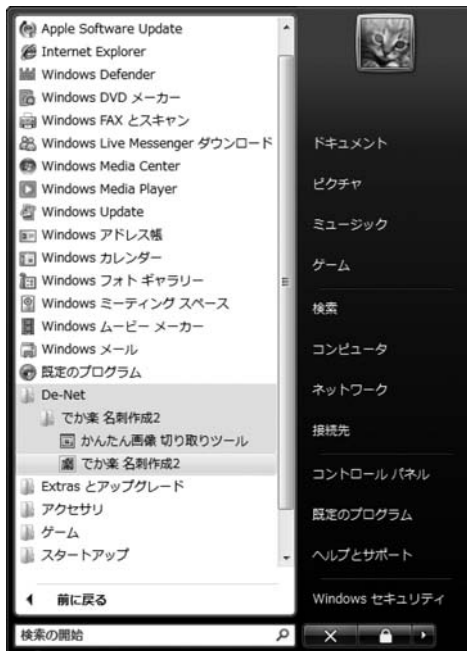 Apple Software Update
Internet Explorer
Windows Defender
Windows DVD メーカー
Windows FAX とスキャン
Windows Live Messenger ダウンロード
Windows Media Center
Windows Media Player
Windows Update
Windows アドレス帳
Windows カレンダー
Windows フォト ギャラリー
Windows ミーティング スペース
Windows ムービー メーカー
Windows メール
既定のプログラム
De-Net
でか楽 名刺作成2
かんたん画像 切り取りツール
でか楽 名刺作成2
Extras とアップグレード
アクセサリ
ゲーム
スタートアップ
前に戻る
検索の開始
ドキュメント
ピクチャ
ミュージック
ゲーム
検索
コンピュータ
ネットワーク
接続先
コントロール パネル
既定のプログラム
ヘルプとサポート
Windows セキュリティ